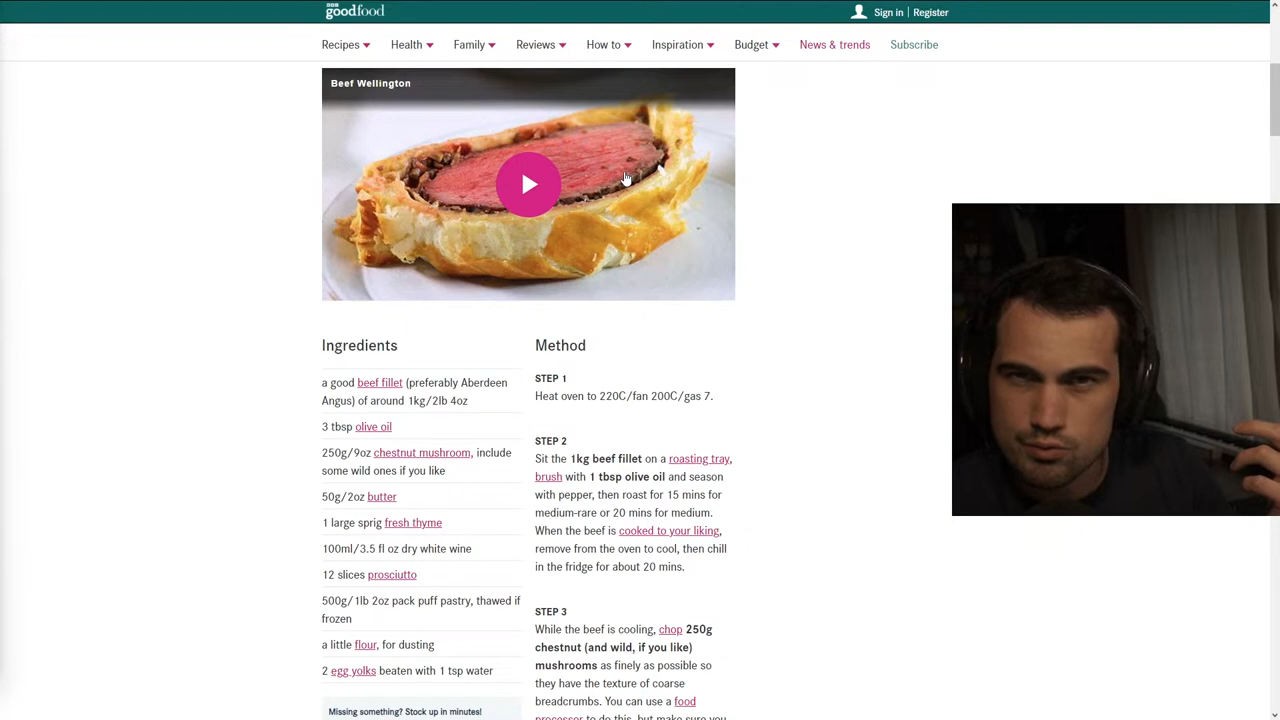 BBC goodfood
Sign in | Register
Recipes Health Family Reviews How to Inspiration Budget News & trends Subscribe
Beef Wellington
Ingredients
a good beef fillet (preferably Aberdeen
Angus) of around 1kg/2lb 4oz
3 tbsp olive oil
250g/9oz chestnut mushroom, include
some wild ones if you like
50g/2oz butter
1 large sprig fresh thyme
100ml/3.5 fl oz dry white wine
12 slices prosciutto
500g/1lb 2oz pack puff pastry, thawed if
frozen
a little flour, for dusting
2 egg yolks beaten with 1 tsp water
Missing something? Stock up in minutes!
Method
STEP 1
Heat oven to 220C/fan 200C/gas 7.
STEP 2
Sit the 1kg beef fillet on a roasting tray,
brush with 1 tbsp olive oil and season
with pepper, then roast for 15 mins for
medium-rare or 20 mins for medium.
When the beef is cooked to your liking,
remove from the oven to cool, then chill
in the fridge for about 20 mins.
STEP 3
While the beef is cooling, chop 250g
chestnut (and wild, if you like)
mushrooms as finely as possible so
they have the texture of coarse
breadcrumbs. You can use a food
processor to do this, but make sure you